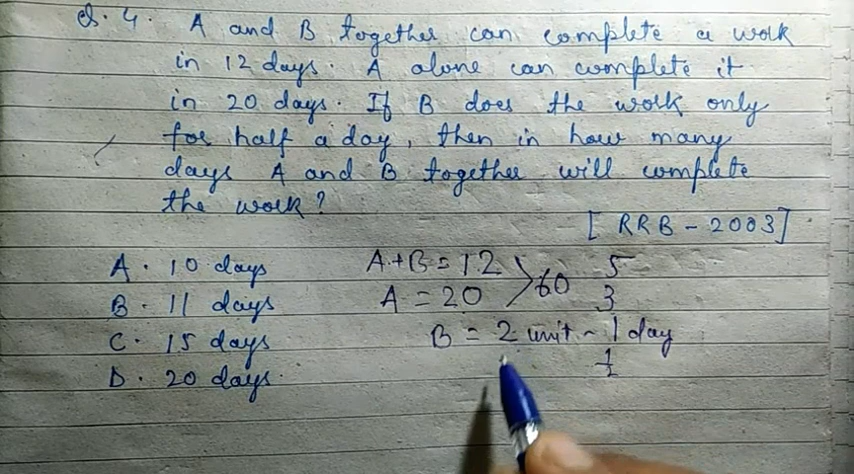 Q. 4. A and B together can complete a work
in 12 days. A alone can complete it
in 20 days. If B does the work only
for half a day, then in how many
days A and B together will complete
the work?
[RRB - 2003]
A. 10 days
B. 11 days
C. 15 days
D. 20 days.
A+B = 12 > 60 5
A = 20 3
B = 2 unit - 1 day
1/2